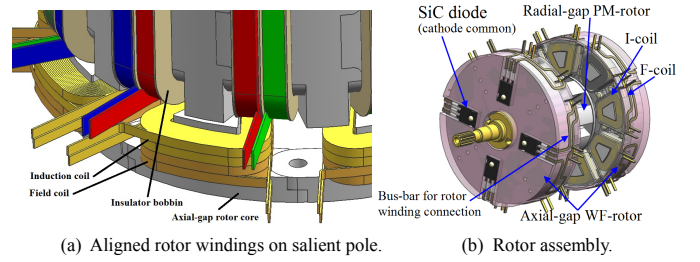 Induction coil
Field coil
Insulator bobbin
Axial-gap rotor core
(a) Aligned rotor windings on salient pole.
SiC diode
(cathode common)
Radial-gap PM-rotor
I-coil
F-coil
Bus-bar for rotor
winding connection
Axial-gap WF-rotor
(b) Rotor assembly.